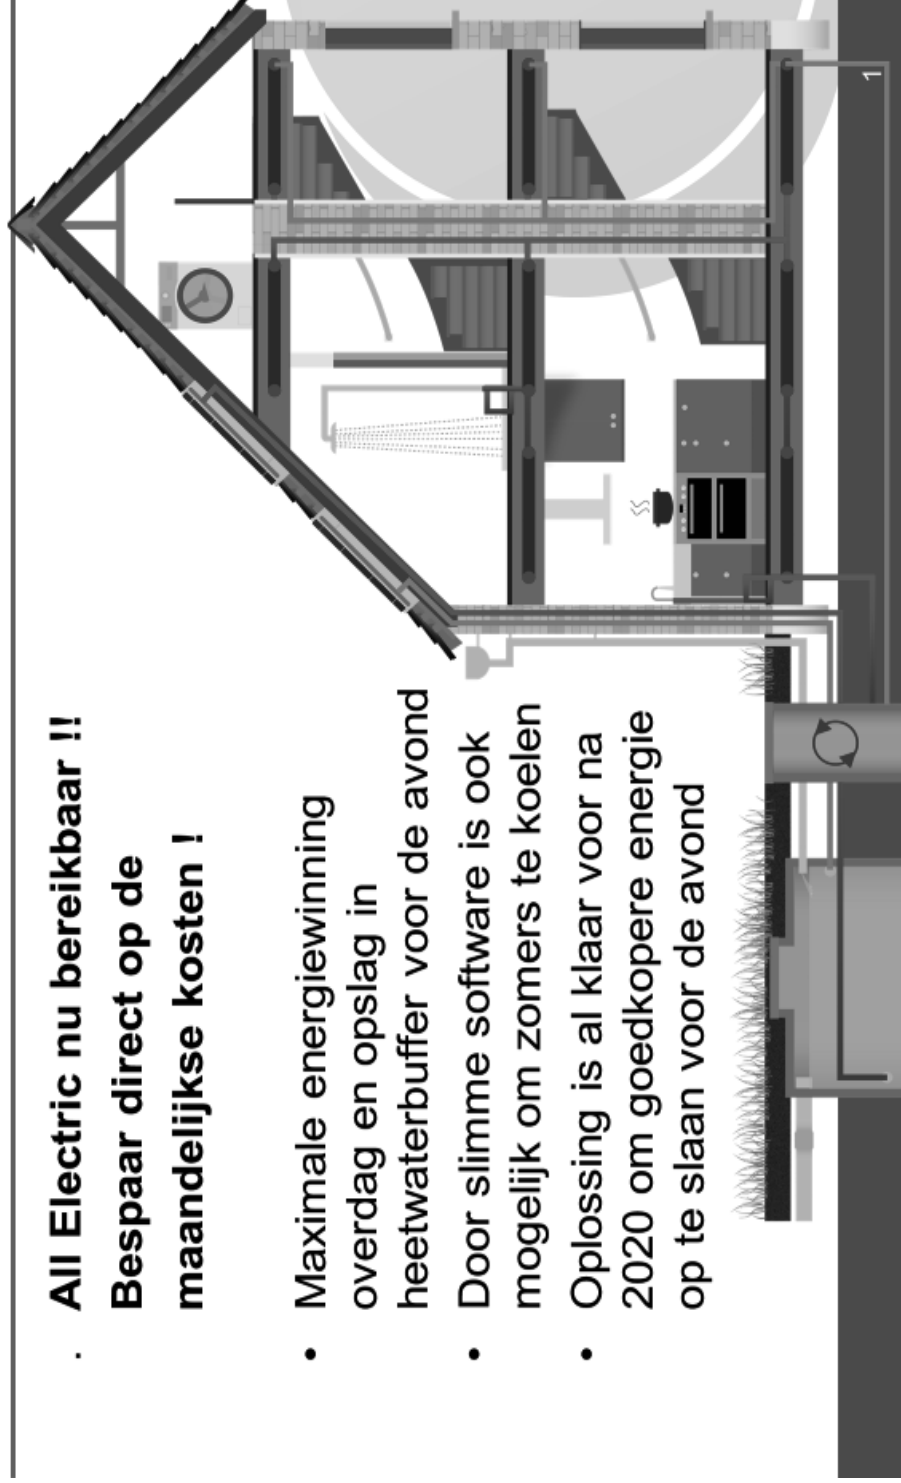 . All Electric nu bereikbaar !!
Bespaar direct op de
maandelijkse kosten !
• Maximale energiewinning
overdag en opslag in
heetwaterbuffer voor de avond
• Door slimme software is ook
mogelijk om zomers te koelen
• Oplossing is al klaar voor na
2020 om goedkopere energie
op te slaan voor de avond
1